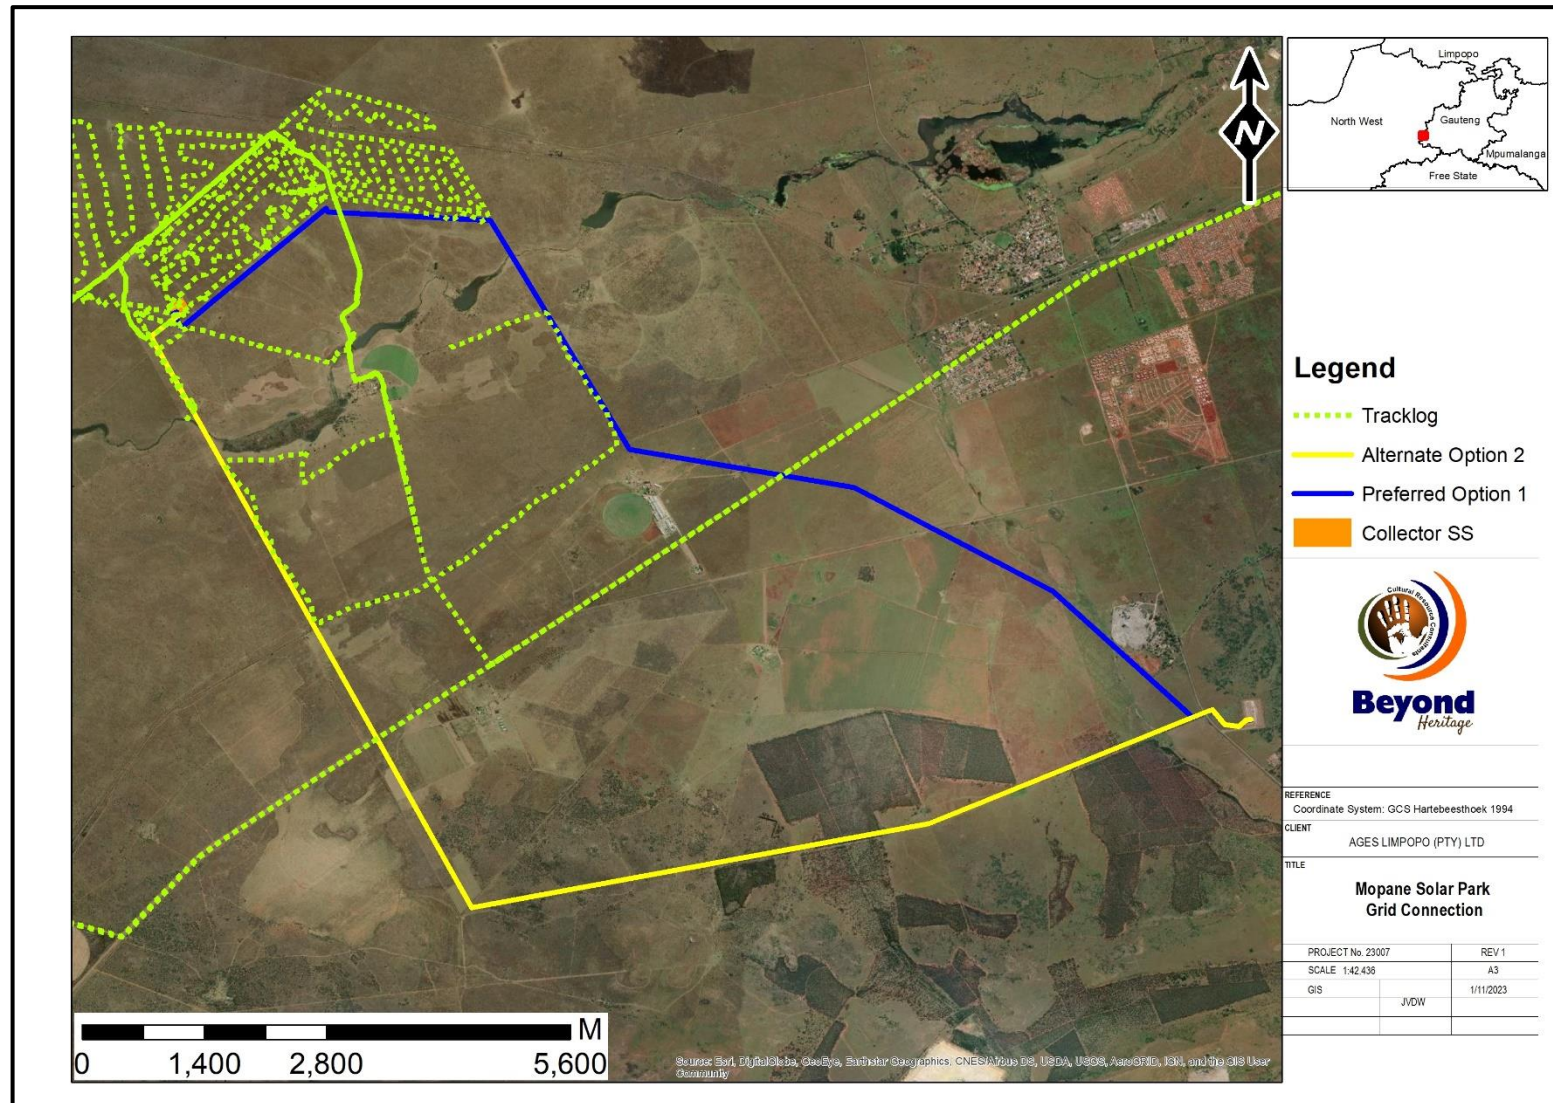 N
Limpopo
North West
Gauteng
Mpumalanga
Free State
Legend
Tracklog
Alternate Option 2
Preferred Option 1
Collector SS
Cultural Resource Consultants
Beyond
Heritage
REFERENCE
Coordinate System: GCS Hartebeesthoek 1994
CLIENT
AGES LIMPOPO (PTY) LTD
TITLE
Mopane Solar Park
Grid Connection
PROJECT No. 23007 REV 1
SCALE 1:42,436 A3
GIS 1/11/2023
JVDW
M
0 1,400 2,800 5,600
Source: Esri, DigitalGlobe, GeoEye, Earthstar Geographics, CNES/Airbus DS, USDA, USGS, AeroGRID, IGN, and the GIS User
Community